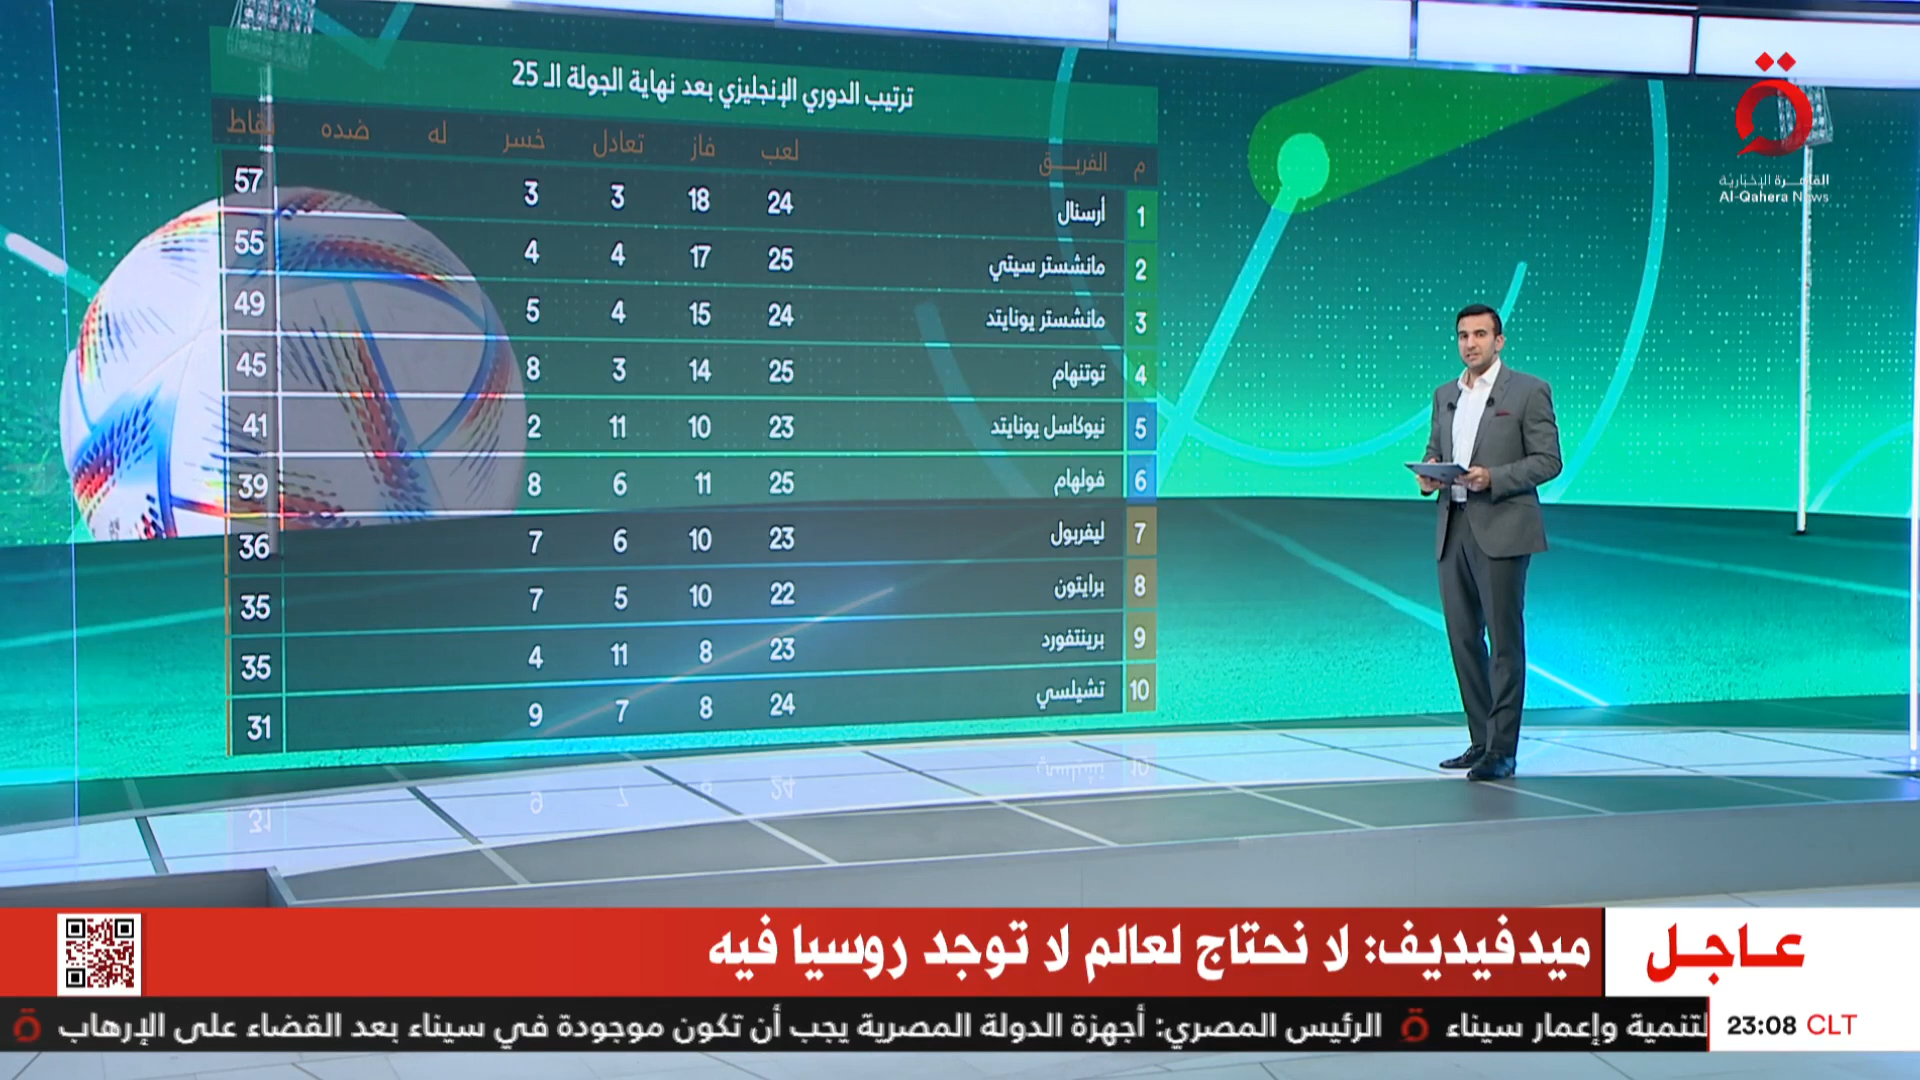 ترتيب الدوري الإنجليزي بعد نهاية الجولة الـ 25
م الفريـق لعب فاز تعادل خسر له ضده نقاط
1 أرسنال 24 18 3 3 57
2 مانشستر سيتي 25 17 4 4 55
3 مانشستر يونايتد 24 15 4 5 49
4 توتنهام 25 14 3 8 45
5 نيوكاسل يونايتد 23 10 11 2 41
6 فولهام 25 11 6 8 39
7 ليفربول 23 10 6 7 36
8 برايتون 22 10 5 7 35
9 برينتفورد 23 8 11 4 35
10 تشيلسي 24 8 7 9 31
القاهـرة الإخبارية
Al-Qahera News
عـاجـل
ميدفيديف: لا نحتاج لعالم لا توجد روسيا فيه
لتنمية وإعمار سيناء
الرئيس المصري: أجهزة الدولة المصرية يجب أن تكون موجودة في سيناء بعد القضاء على الإرهاب
23:08 CLT